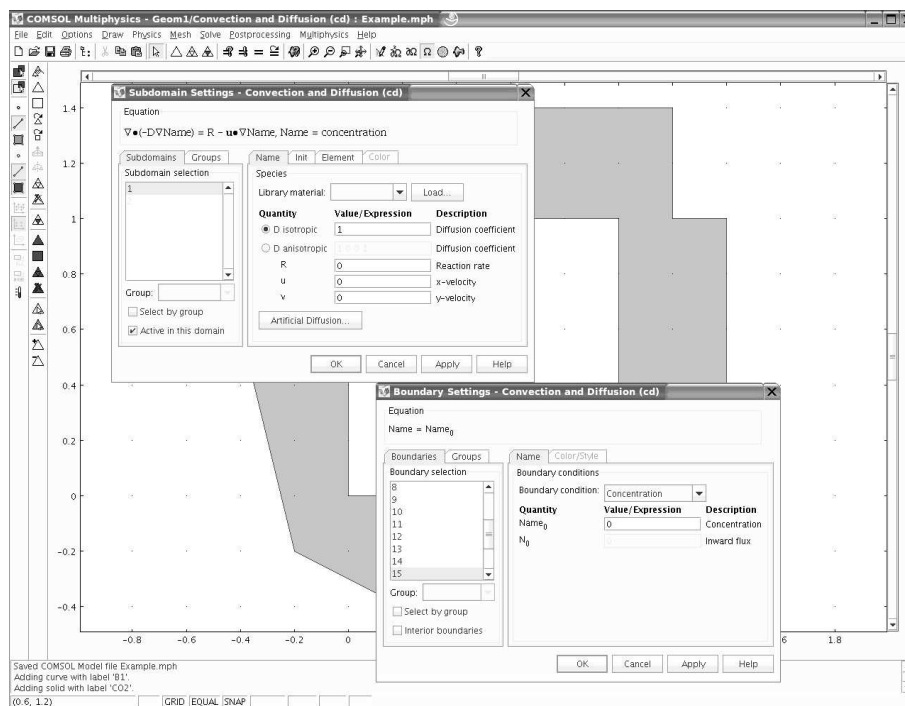 COMSOL Multiphysics - Geom1/Convection and Diffusion (cd) : Example.mph
File Edit Options Draw Physics Mesh Solve Postprocessing Multiphysics Help
Subdomain Settings - Convection and Diffusion (cd)
Equation
∇•(-D∇Name) = R - u•∇Name, Name = concentration
Subdomains Groups
Subdomain selection
1
Group:
Select by group
Active in this domain
Name Init Element Color
Species
Library material: Load...
Quantity Value/Expression Description
D isotropic 1 Diffusion coefficient
D anisotropic Diffusion coefficient
R 0 Reaction rate
u 0 x-velocity
v 0 y-velocity
Artificial Diffusion...
OK Cancel Apply Help
Boundary Settings - Convection and Diffusion (cd)
Equation
Name = Name0
Boundaries Groups
Boundary selection
8
9
10
11
12
13
14
15
Group:
Select by group
Interior boundaries
Name Color/Style
Boundary conditions
Boundary condition: Concentration
Quantity Value/Expression Description
Name0 0 Concentration
N0 Inward flux
OK Cancel Apply Help
1.4
1.2
1
0.8
0.6
0.4
0.2
0
-0.2
-0.4
-0.8 -0.6 -0.4 -0.2 0 .6 1.8
Saved COMSOL Model file Example.mph
Adding curve with label 'B1'.
Adding solid with label 'CO2'.
(0.6, 1.2) GRID EQUAL SNAP